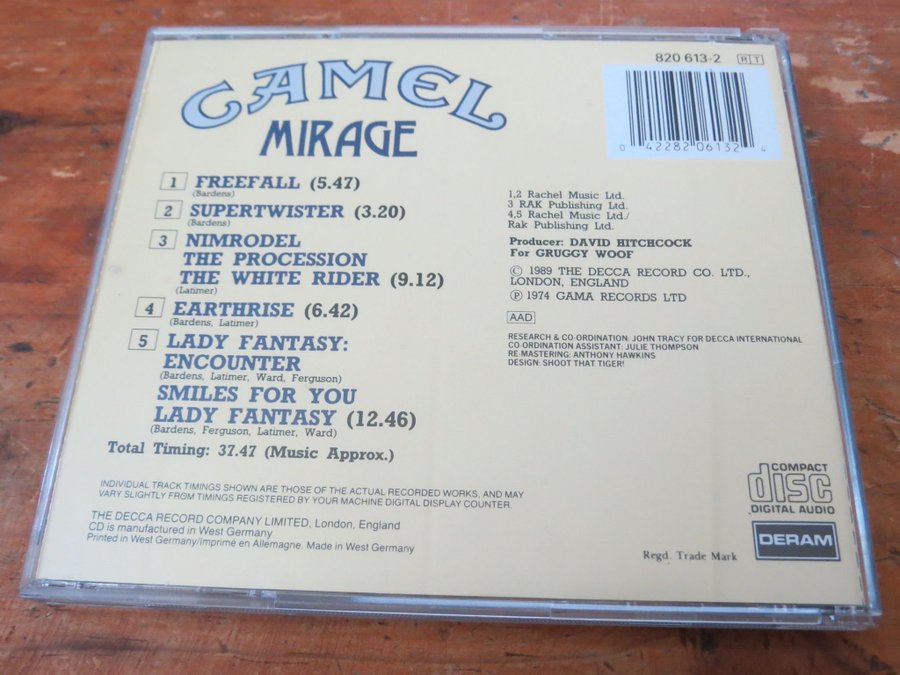 820 613-2 R T
CAMEL
MIRAGE
0 42282 06132 4
1 FREEFALL (5.47)
(Bardens)
2 SUPERTWISTER (3.20)
(Bardens)
3 NIMRODEL
THE PROCESSION
THE WHITE RIDER (9.12)
(Latimer)
4 EARTHRISE (6.42)
(Bardens, Latimer)
5 LADY FANTASY:
ENCOUNTER
(Bardens, Latimer, Ward, Ferguson)
SMILES FOR YOU
LADY FANTASY (12.46)
(Bardens, Ferguson, Latimer, Ward)
Total Timing: 37.47 (Music Approx.)
1,2 Rachel Music Ltd.
3 RAK Publishing Ltd.
4,5 Rachel Music Ltd./
Rak Publishing Ltd.
Producer: DAVID HITCHCOCK
For GRUGGY WOOF
© 1989 THE DECCA RECORD CO. LTD.,
LONDON, ENGLAND
℗ 1974 GAMA RECORDS LTD
AAD
RESEARCH & CO-ORDINATION: JOHN TRACY FOR DECCA INTERNATIONAL
CO-ORDINATION ASSISTANT: JULIE THOMPSON
RE-MASTERING: ANTHONY HAWKINS
DESIGN: SHOOT THAT TIGER!
INDIVIDUAL TRACK TIMINGS SHOWN ARE THOSE OF THE ACTUAL RECORDED WORKS, AND MAY
VARY SLIGHTLY FROM TIMINGS REGISTERED BY YOUR MACHINE DIGITAL DISPLAY COUNTER.
THE DECCA RECORD COMPANY LIMITED, London, England
CD is manufactured in West Germany
Printed in West Germany/Imprimé en Allemagne. Made in West Germany
COMPACT
disc
DIGITAL AUDIO
DERAM
Regd. Trade Mark